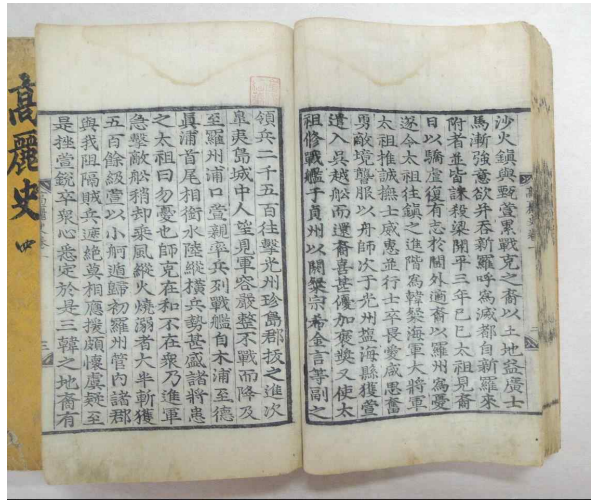 沙火鎭與甄萱累戰克之裔以土地益廣士
馬漸强意欲并吞新羅呼爲滅都自新羅來
附者並皆誅殺梁開平三年己巳太祖見裔
日以驕虐復有志於閫外適裔以羅州爲憂
遂令太祖往鎭之進階爲韓粲海軍大將軍
太祖推誠撫士威惠並行士卒畏愛咸思奮
勇敵境讋服以舟師次于光州塩海縣獲萱
遣入吳越舩而還裔喜甚優加褒奬又使太
祖修戰艦于貞州以閼粲宗希金言等副之
領兵二千五百往擊光州珍島郡拔之進次
皐夷島城中人望見軍容嚴整不戰而降及
至羅州浦口萱親率兵列戰艦自木浦至德
眞浦首尾相銜水陸縱橫兵勢甚盛諸將患
之太祖曰勿憂也師克在和不在衆乃進軍
急擊敵舩稍却乘風縱火燒溺者大半斬獲
五百餘級萱以小舸遁歸初羅州管內諸郡
與我阻隔賊兵遮絶莫相應援頗懷虞疑至
是挫萱銳卒衆心悉定於是三韓之地裔有
三
高麗史 四